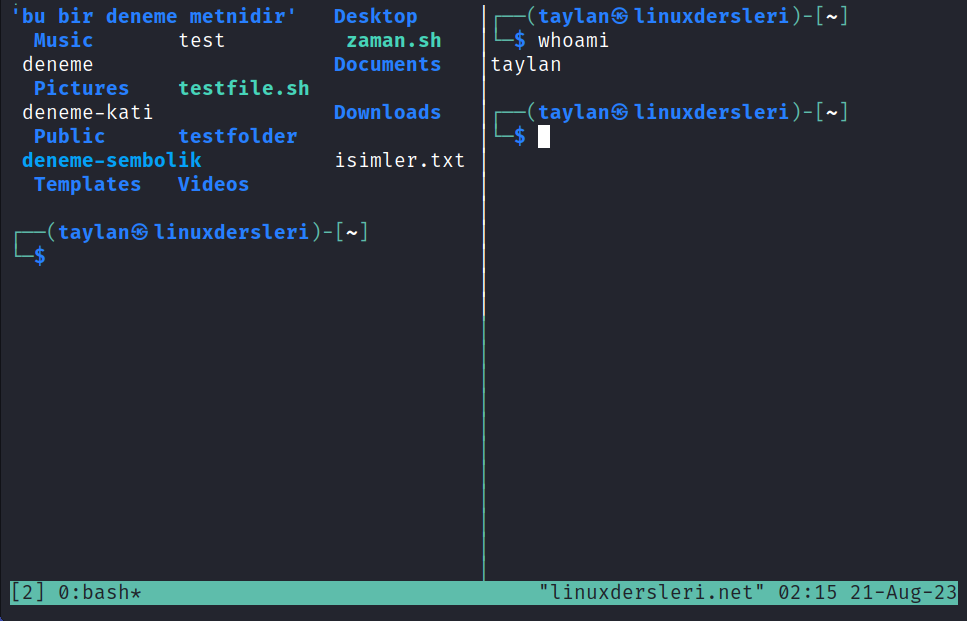 'bu bir deneme metnidir'   Desktop
  Music       test          zaman.sh
 deneme                    Documents
  Pictures    testfile.sh
 deneme-kati               Downloads
  Public      testfolder
 deneme-sembolik           isimler.txt
  Templates   Videos
┌──(taylan㉿linuxdersleri)-[~]
└─$
┌──(taylan㉿linuxdersleri)-[~]
└─$ whoami
taylan
┌──(taylan㉿linuxdersleri)-[~]
└─$
[2] 0:bash* "linuxdersleri.net" 02:15 21-Aug-23